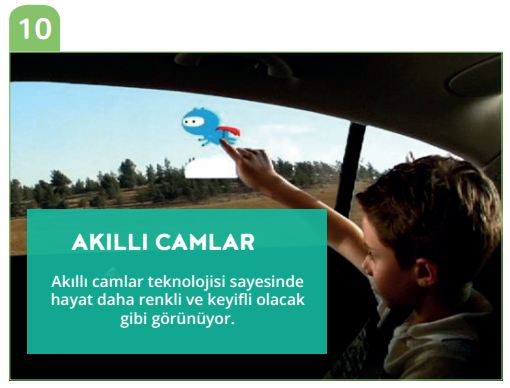 10
AKILLI CAMLAR
Akıllı camlar teknolojisi sayesinde
hayat daha renkli ve keyifli olacak
gibi görünüyor.